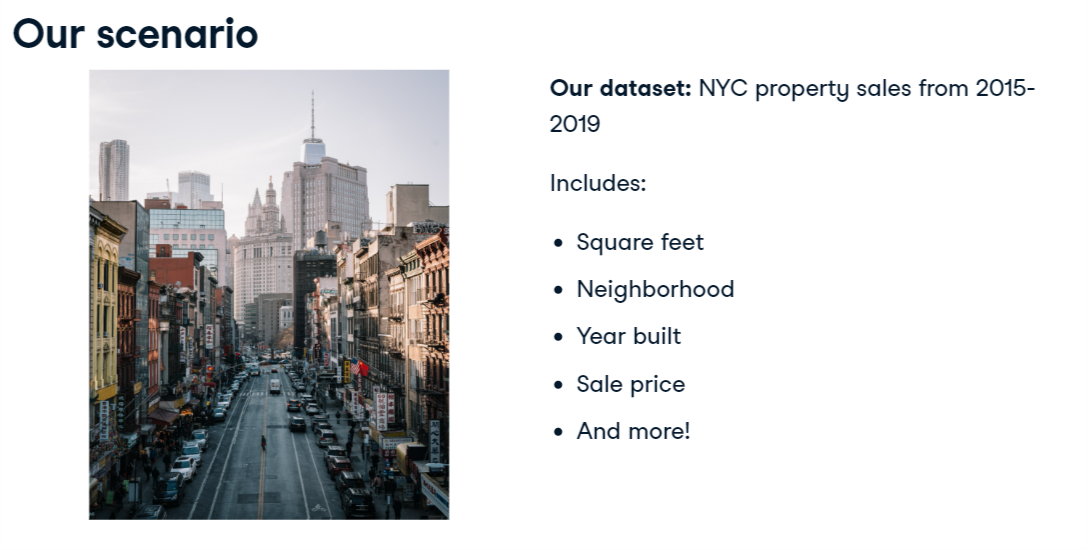 Our scenario
Our dataset: NYC property sales from 2015-
2019
Includes:
• Square feet
• Neighborhood
• Year built
• Sale price
• And more!